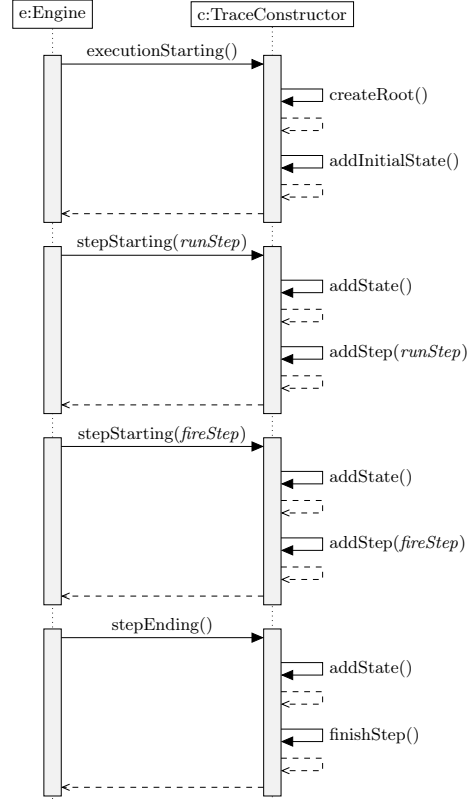 e:Engine
c:TraceConstructor
executionStarting()
createRoot()
addInitialState()
stepStarting(runStep)
addState()
addStep(runStep)
stepStarting(fireStep)
addState()
addStep(fireStep)
stepEnding()
addState()
finishStep()